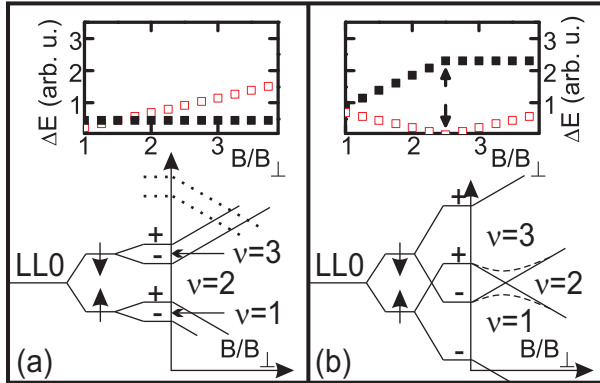 ΔE (arb. u.)
3
2
1
1 2 3 B/B⊥
LL0
+
-
+
-
ν=3
ν=2
ν=1
B/B⊥
(a)
ΔE (arb. u.)
3
2
1
1 2 3 B/B⊥
LL0
+
+
-
-
ν=3
ν=2
ν=1
B/B⊥
(b)